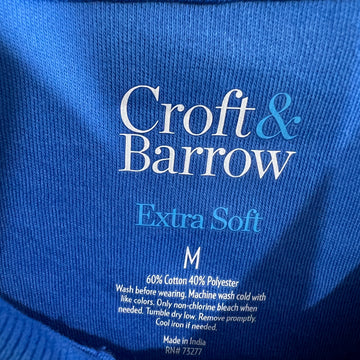 Croft &
Barrow
Extra Soft
M
60% Cotton 40% Polyester
Wash before wearing. Machine wash cold with
like colors. Only non-chlorine bleach when
needed. Tumble dry low. Remove promptly.
Cool iron if needed.
Made in India
RN# 73277